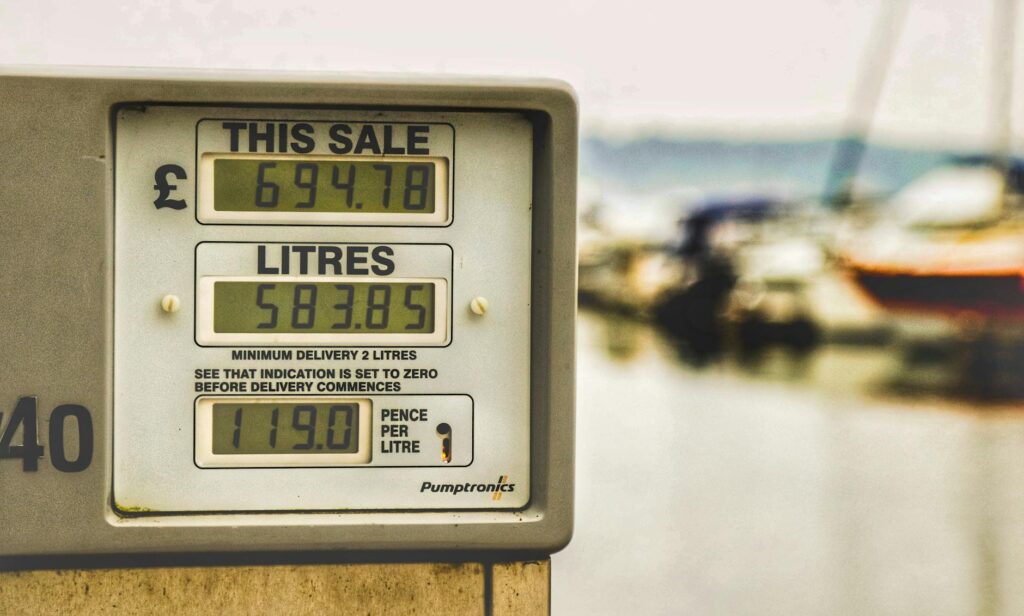 THIS SALE
£ 694.78
LITRES
583.85
MINIMUM DELIVERY 2 LITRES
SEE THAT INDICATION IS SET TO ZERO
BEFORE DELIVERY COMMENCES
119.0
PENCE
PER
LITRE
40
Pumptronics